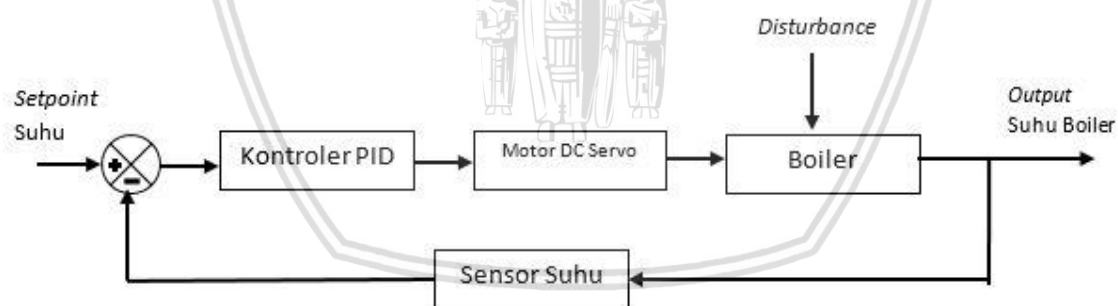 Disturbance
Setpoint
Suhu
Output
Suhu Boiler
Kontroler PID
Motor DC Servo
Boiler
Sensor Suhu